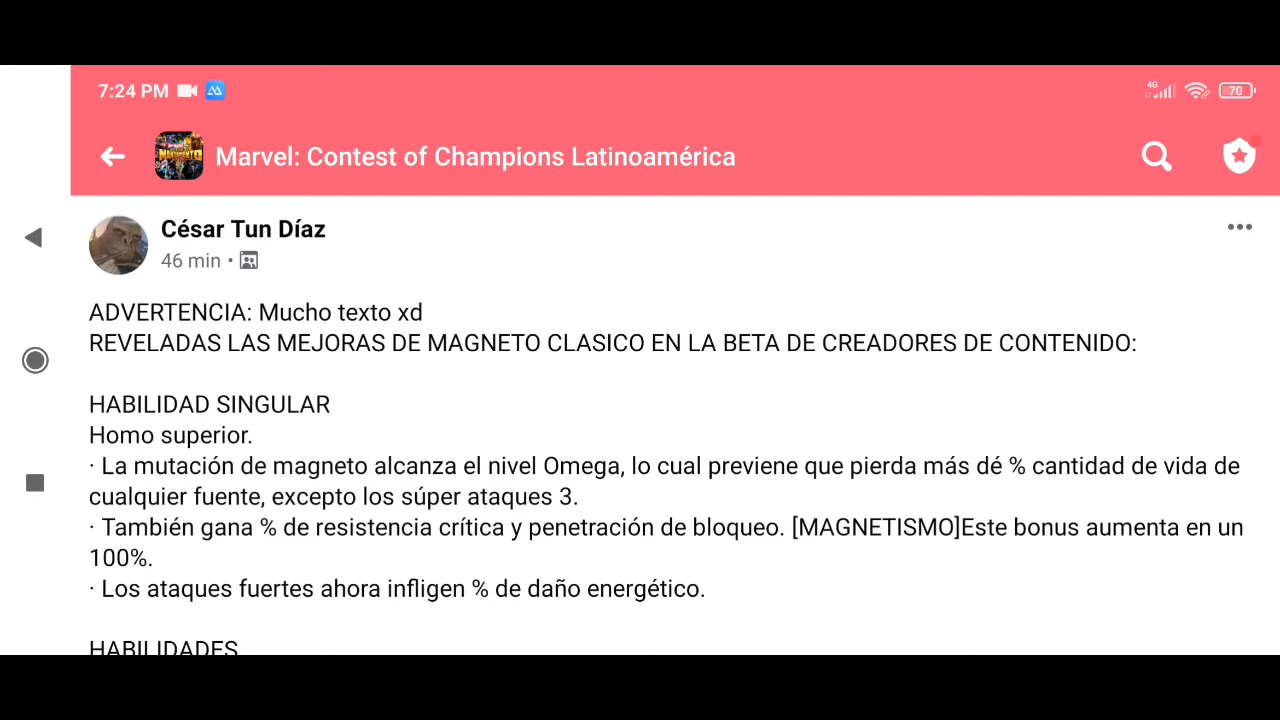 7:24 PM
4G
70
Marvel: Contest of Champions Latinoamérica
César Tun Díaz
46 min •
ADVERTENCIA: Mucho texto xd
REVELADAS LAS MEJORAS DE MAGNETO CLASICO EN LA BETA DE CREADORES DE CONTENIDO:
HABILIDAD SINGULAR
Homo superior.
· La mutación de magneto alcanza el nivel Omega, lo cual previene que pierda más dé % cantidad de vida de
cualquier fuente, excepto los súper ataques 3.
· También gana % de resistencia crítica y penetración de bloqueo. [MAGNETISMO]Este bonus aumenta en un
100%.
· Los ataques fuertes ahora infligen % de daño energético.
HABILIDADES